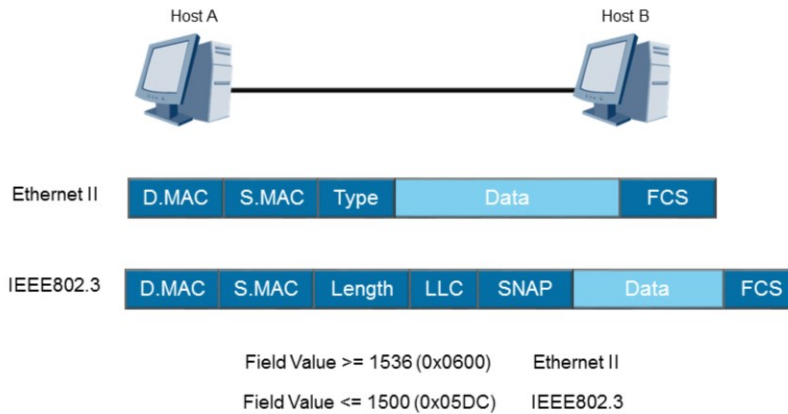 Host A Host B
Ethernet II D.MAC S.MAC Type Data FCS
IEEE802.3 D.MAC S.MAC Length LLC SNAP Data FCS
Field Value >= 1536 (0x0600) Ethernet II
Field Value <= 1500 (0x05DC) IEEE802.3